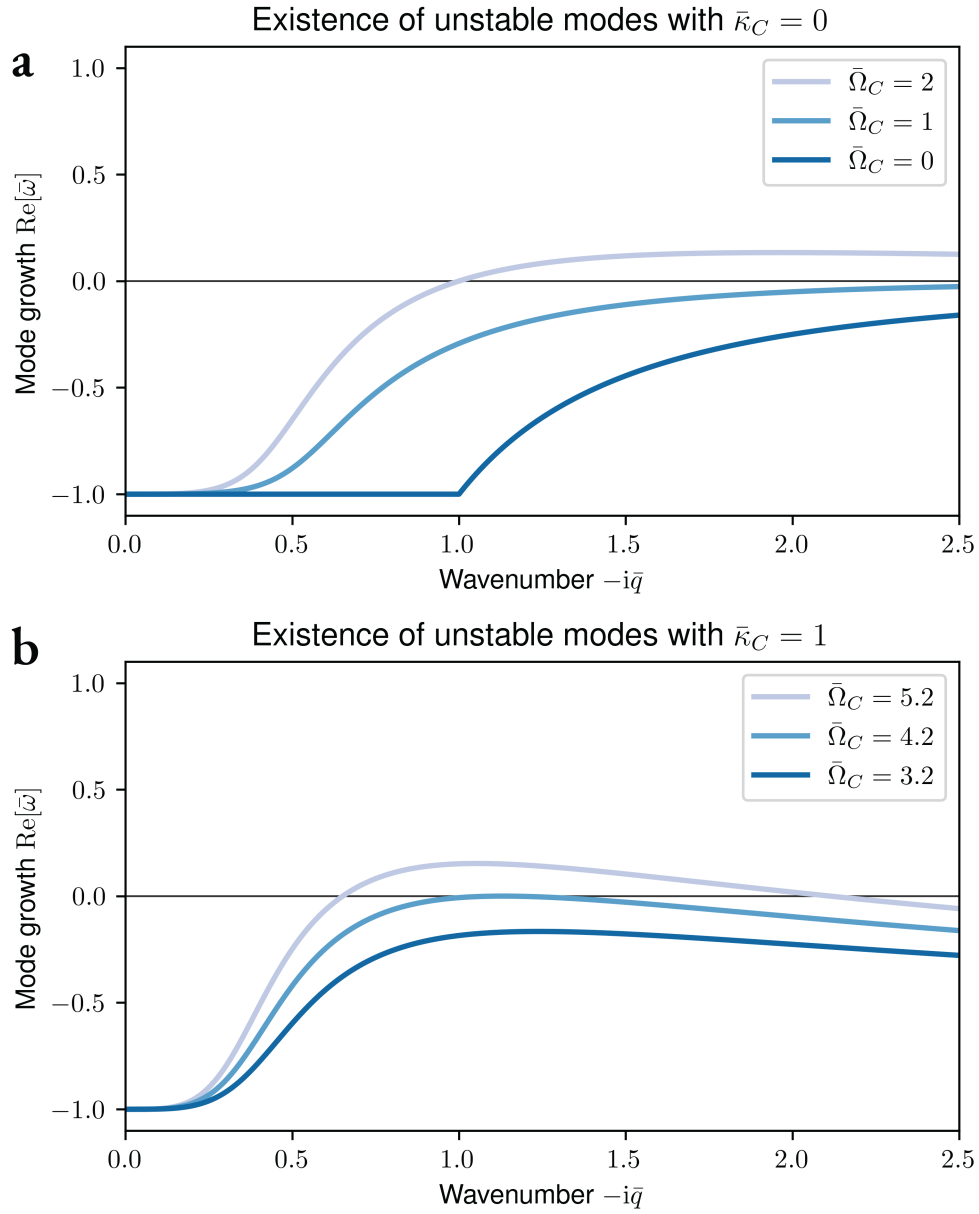 Existence of unstable modes with κ̄_C = 0
a
1.0
0.5
0.0
−0.5
−1.0
Mode growth Re[ω̄]
Ω̄_C = 2
Ω̄_C = 1
Ω̄_C = 0
0.0 0.5 1.0 1.5 2.0 2.5
Wavenumber −iq̄
Existence of unstable modes with κ̄_C = 1
b
1.0
0.5
0.0
−0.5
−1.0
Mode growth Re[ω̄]
Ω̄_C = 5.2
Ω̄_C = 4.2
Ω̄_C = 3.2
0.0 0.5 1.0 1.5 2.0 2.5
Wavenumber −iq̄